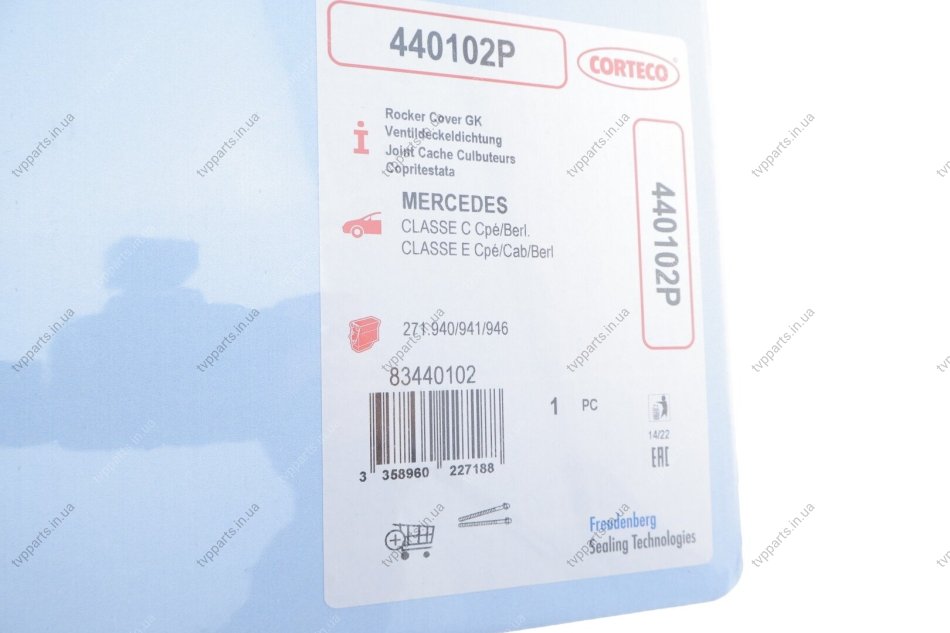 440102P
CORTECO
Rocker Cover GK
Ventildeckeldichtung
Joint Cache Culbuteurs
Copritestata
MERCEDES
CLASSE C Cpé/Berl.
CLASSE E Cpé/Cab/Berl
440102P
271.940/941/946
83440102
1 PC
3 358960 227188
14/22
EAC
Freudenberg
Sealing Technologies
tvpparts.in.ua